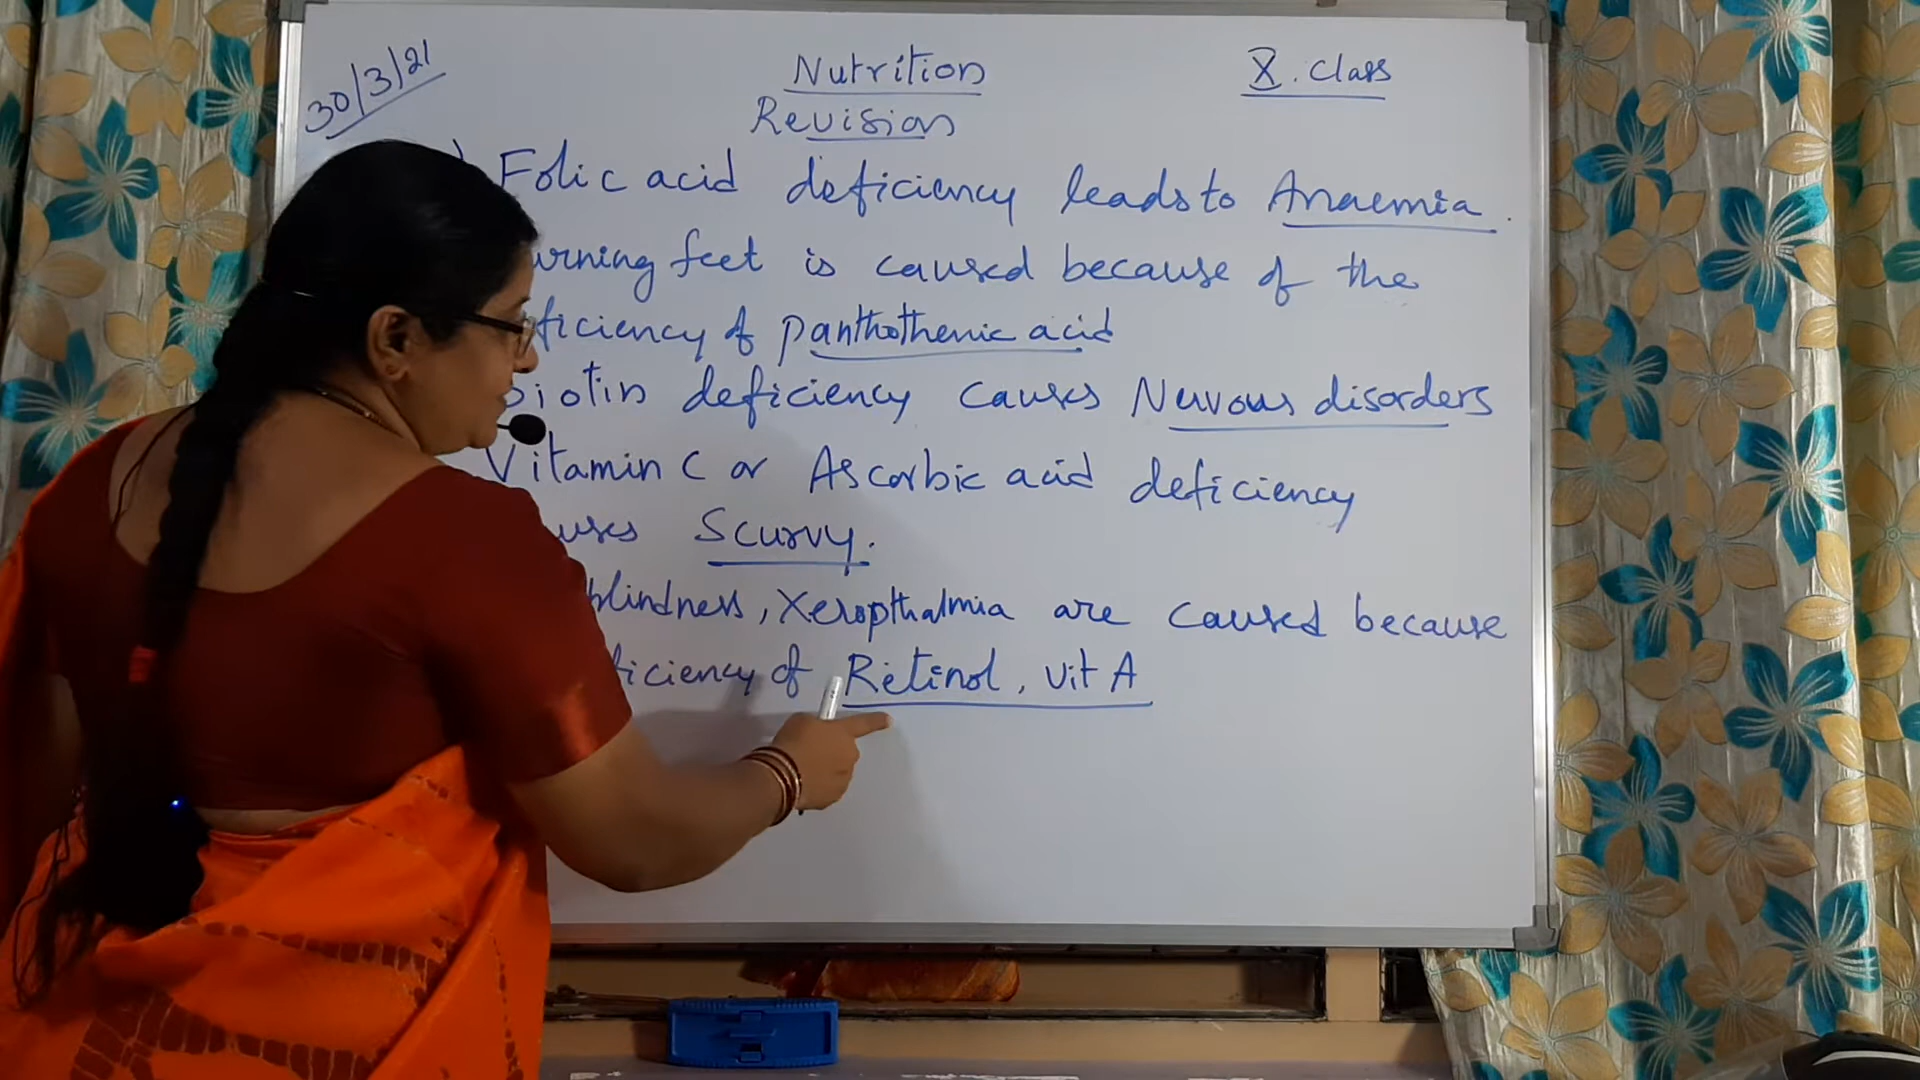 30/3/21
Nutrition
X. Class
Revision
Folic acid deficiency leads to Anaemia.
urning feet is caused because of the
ficiency of panthothenic acid
Biotin deficiency causes Nervous disorders
Vitamin C or Ascorbic acid deficiency
uses Scurvy.
blindness, Xeropthalmia are caused because
ficiency of Retinol, vit A